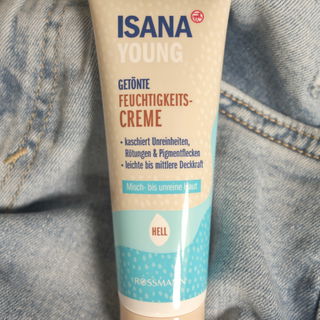 ISANA
YOUNG
GETÖNTE
FEUCHTIGKEITS-
CREME
• kaschiert Unreinheiten,
Rötungen & Pigmentflecken
• leichte bis mittlere Deckkraft
Misch- bis unreine Haut
HELL
ROSSMANN